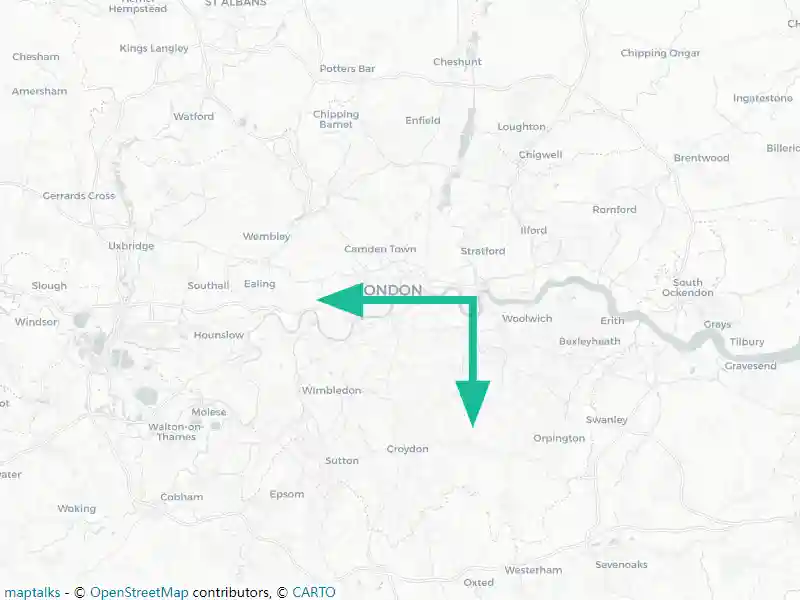 Hempstead
ST ALBANS
Kings Langley
Chesham
Amersham
Potters Bar
Cheshunt
Chipping Ongar
Ingatestone
Watford
Chipping
Barnet
Enfield
Loughton
Chigwell
Brentwood
Gerrards Cross
Romford
Uxbridge
Wembley
Camden Town
Stratford
Ilford
Slough
Southall
Ealing
South
Ockendon
Windsor
Hounslow
Woolwich
Erith
Grays
Bexleyheath
Tilbury
Gravesend
Wimbledon
Molese
Walton-on-
Thames
Swanley
Orpington
Croydon
Sutton
Epsom
Cobham
Woking
Westerham
Sevenoaks
Oxted
maptalks - © OpenStreetMap contributors, © CARTO